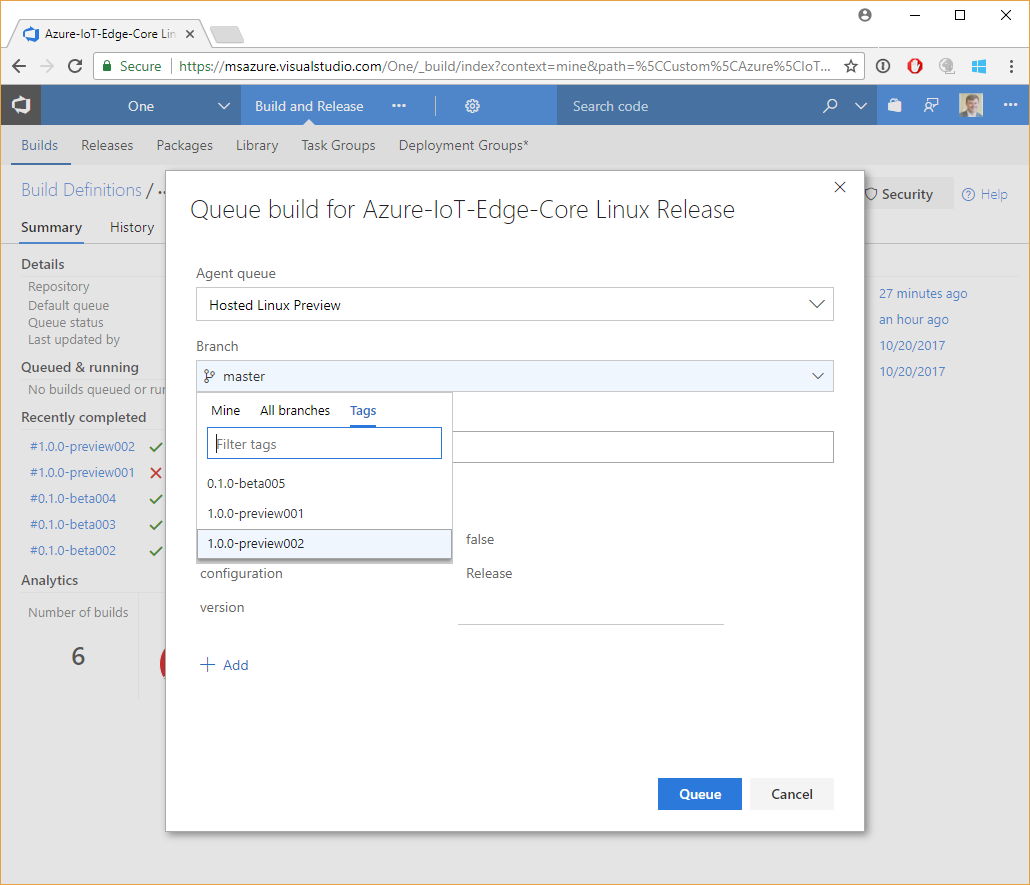 Azure-IoT-Edge-Core Lin
Secure
https://msazure.visualstudio.com/One/_build/index?context=mine&path=%5CCustom%5CAzure%5CIoT...
One
Build and Release
Search code
Builds
Releases
Packages
Library
Task Groups
Deployment Groups*
Build Definitions / ..
Security
Help
Summary
History
Queue build for Azure-IoT-Edge-Core Linux Release
Details
Repository
Default queue
Queue status
Last updated by
Queued & running
No builds queued or run
Recently completed
#1.0.0-preview002
#1.0.0-preview001
#0.1.0-beta004
#0.1.0-beta003
#0.1.0-beta002
Analytics
Number of builds
6
Agent queue
Hosted Linux Preview
Branch
master
Mine
All branches
Tags
Filter tags
0.1.0-beta005
1.0.0-preview001
1.0.0-preview002
false
configuration
Release
version
Add
Queue
Cancel
27 minutes ago
an hour ago
10/20/2017
10/20/2017